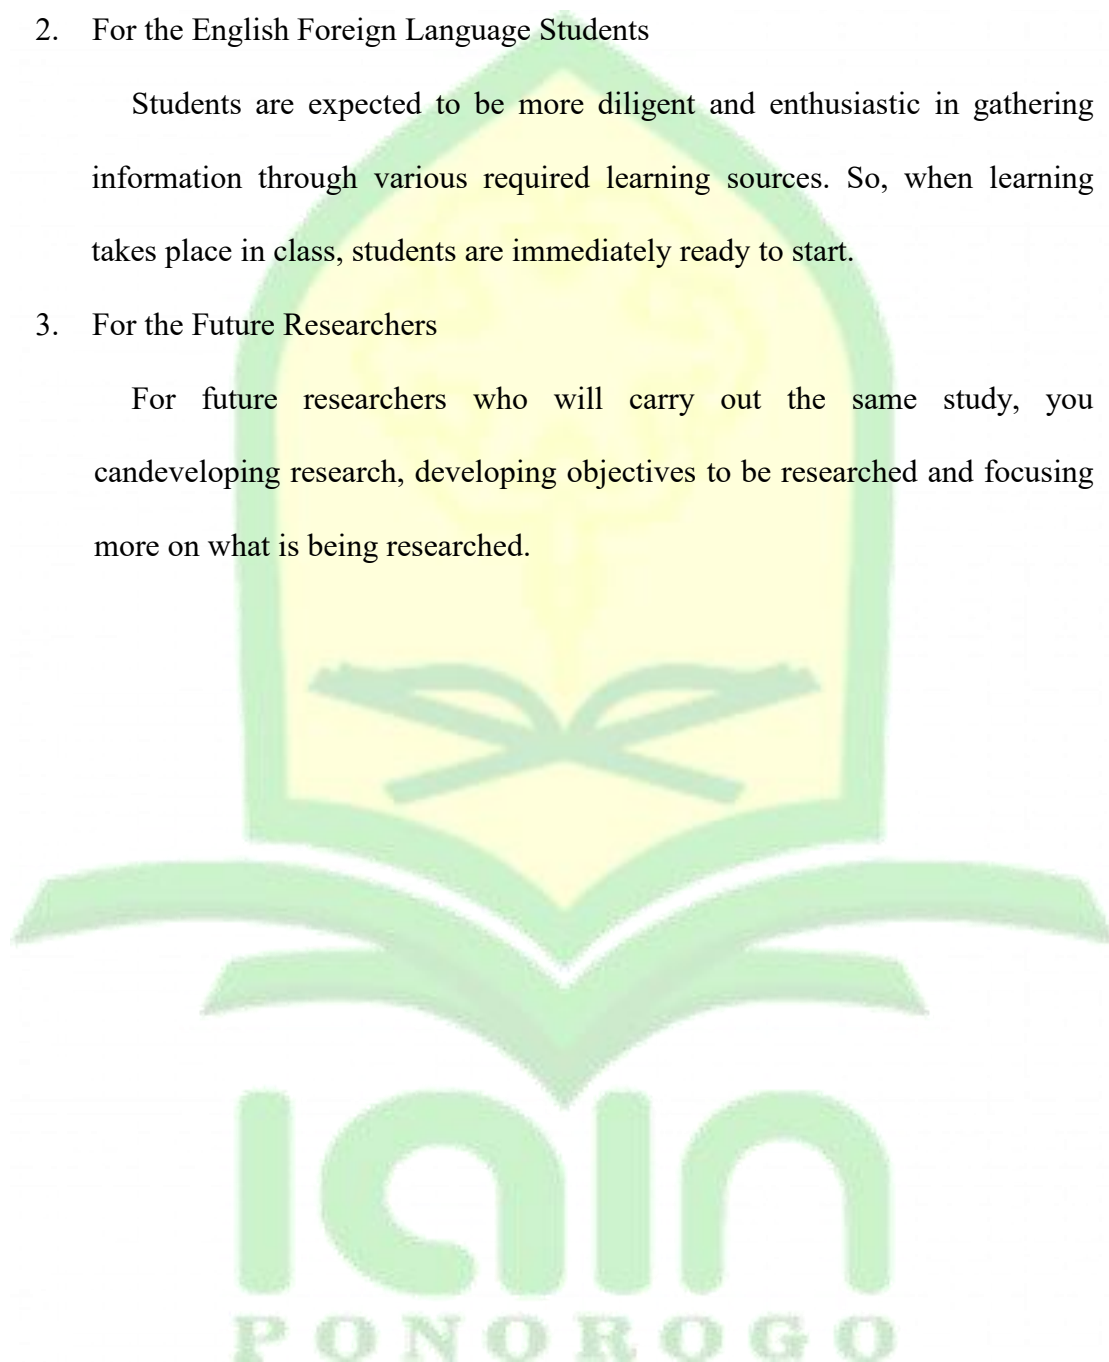 2. For the English Foreign Language Students
Students are expected to be more diligent and enthusiastic in gathering
information through various required learning sources. So, when learning
takes place in class, students are immediately ready to start.
3. For the Future Researchers
For future researchers who will carry out the same study, you
candeveloping research, developing objectives to be researched and focusing
more on what is being researched.
iain
PONOROGO